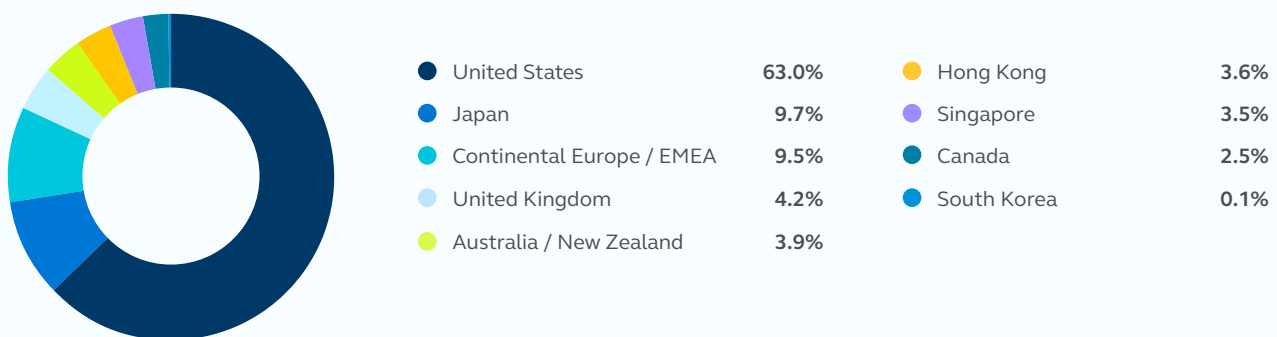 United States 63.0%
Japan 9.7%
Continental Europe / EMEA 9.5%
United Kingdom 4.2%
Australia / New Zealand 3.9%
Hong Kong 3.6%
Singapore 3.5%
Canada 2.5%
South Korea 0.1%